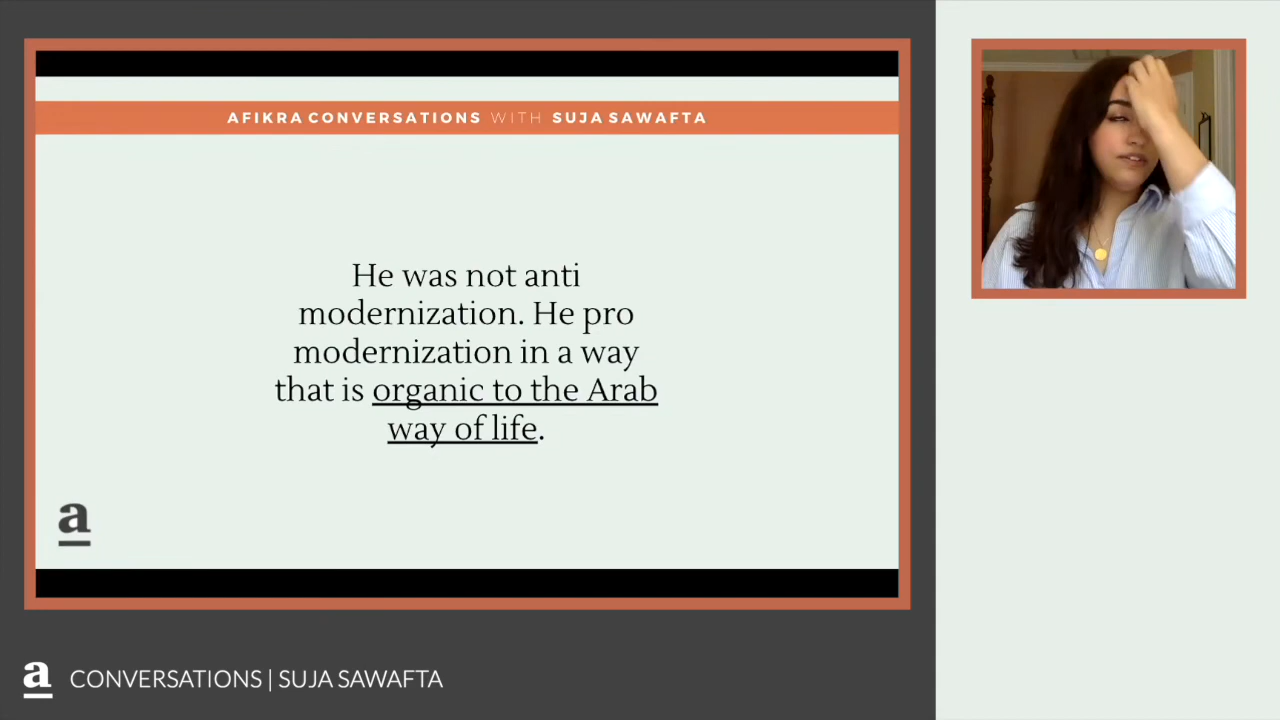 AFIKRA CONVERSATIONS WITH SUJA SAWAFTA
He was not anti
modernization. He pro
modernization in a way
that is organic to the Arab
way of life.
a
a CONVERSATIONS | SUJA SAWAFTA